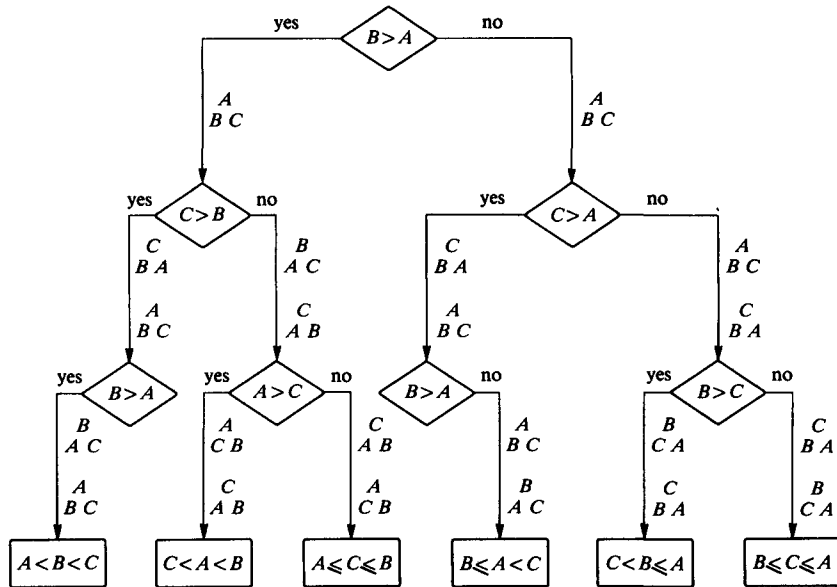 yes B > A no
A
B C
A
B C
yes C > B no
yes C > A no
C
B A
B
A C
C
B A
A
B C
A
B C
C
A B
A
B C
C
B A
yes B > A
yes A > C no
B > A no
yes B > C no
B
A C
A
C B
C
A B
A
B C
B
C A
C
B A
A
B C
C
A B
A
C B
B
A C
C
B A
B
C A
A < B < C
C < A < B
A ⩽ C ⩽ B
B ⩽ A < C
C < B ⩽ A
B ⩽ C ⩽ A